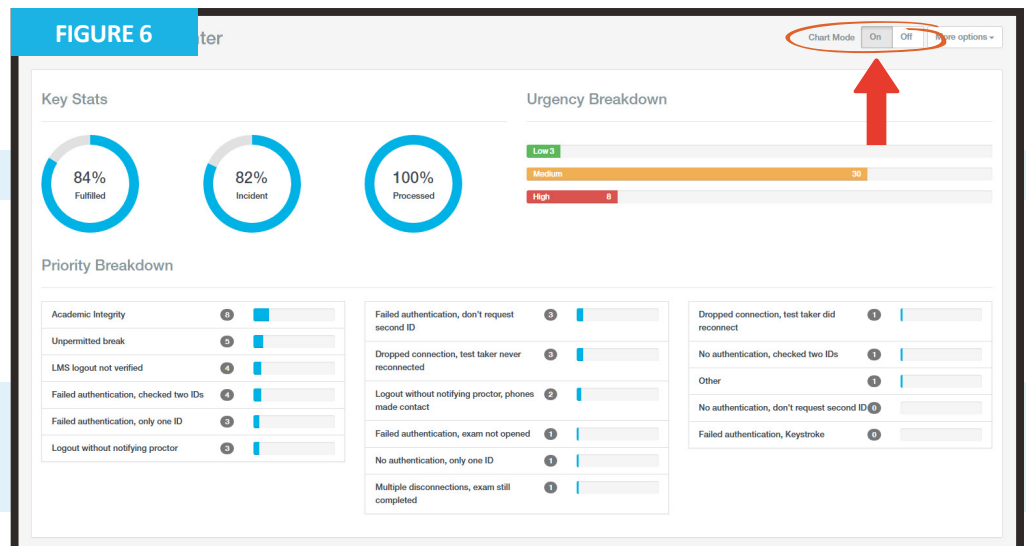 FIGURE 6
ter
Chart Mode On Off More options
Key Stats
Urgency Breakdown
84%
Fulfilled
82%
Incident
100%
Processed
Low 3
Medium 30
High 8
Priority Breakdown
Academic Integrity 8
Unpermitted break 5
LMS logout not verified 4
Failed authentication, checked two IDs 4
Failed authentication, only one ID 3
Logout without notifying proctor 3
Failed authentication, don't request 3
second ID
Dropped connection, test taker never 3
reconnected
Logout without notifying proctor, phones 2
made contact
Failed authentication, exam not opened 1
No authentication, only one ID 1
Multiple disconnections, exam still 1
completed
Dropped connection, test taker did 1
reconnect
No authentication, checked two IDs 1
Other 1
No authentication, don't request second ID 0
Failed authentication, Keystroke 0